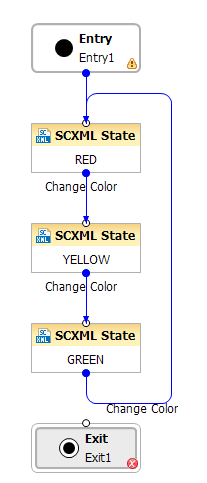 Entry
Entry1
SC
XML
SCXML State
RED
Change Color
SC
XML
SCXML State
YELLOW
Change Color
SC
XML
SCXML State
GREEN
Change Color
Exit
Exit1